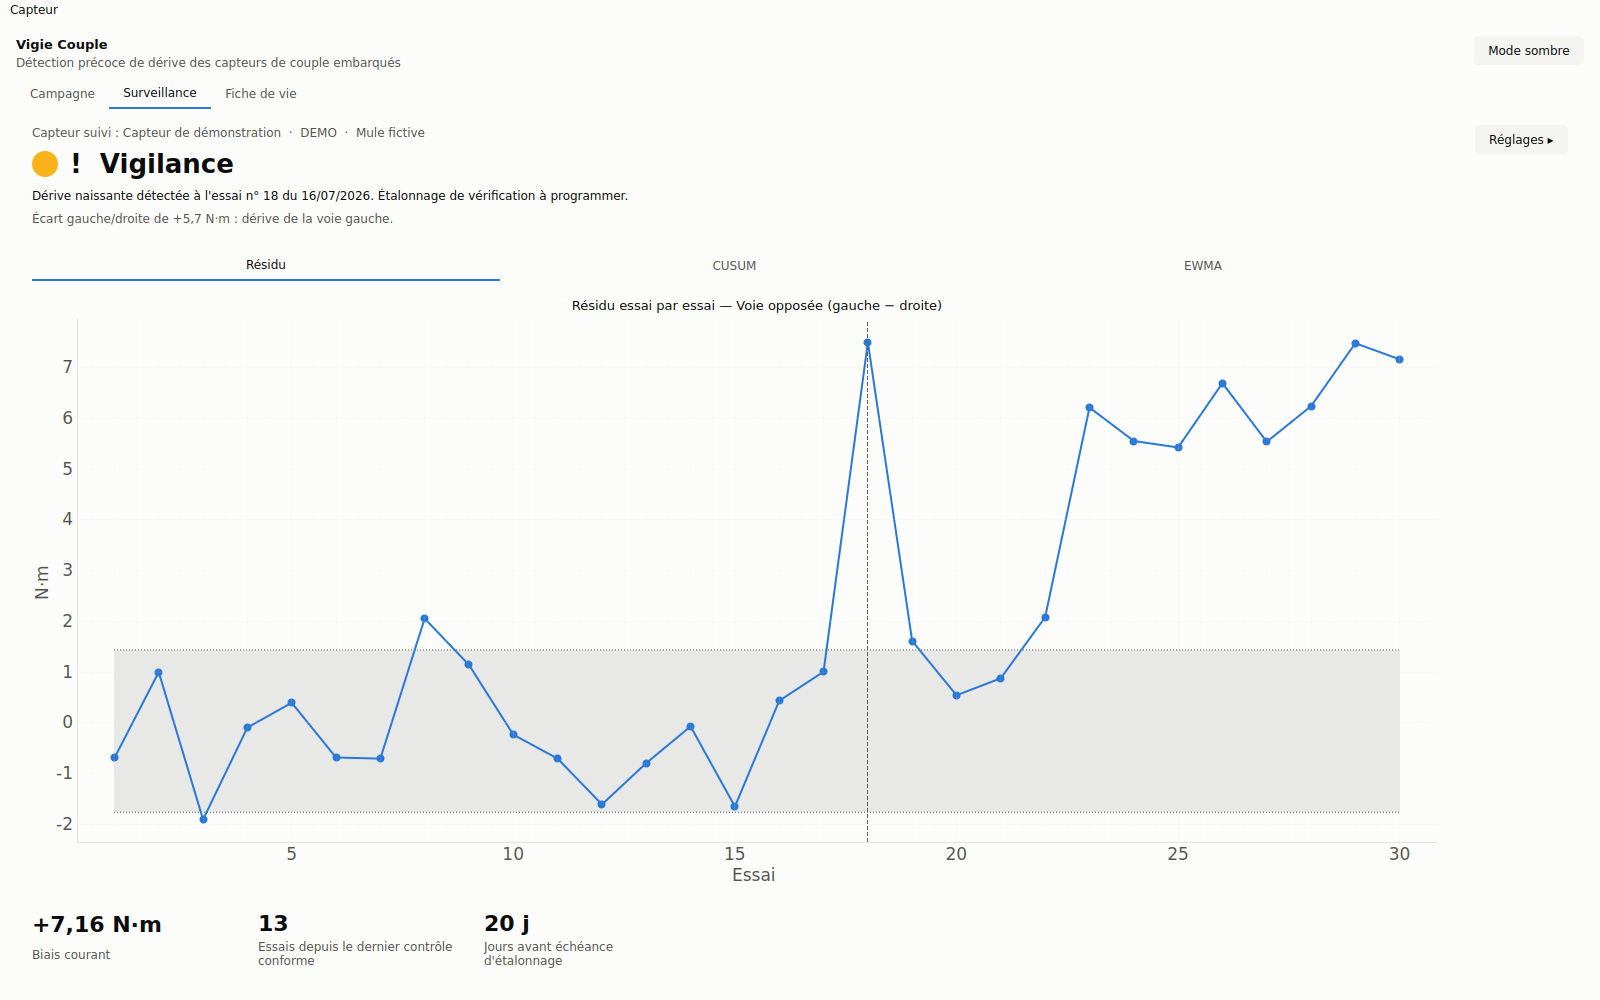 Capteur
Vigie Couple
Détection précoce de dérive des capteurs de couple embarqués
Mode sombre
Campagne
Surveillance
Fiche de vie
Capteur suivi : Capteur de démonstration · DEMO · Mule fictive
Réglages ▸
! Vigilance
Dérive naissante détectée à l'essai n° 18 du 16/07/2026. Étalonnage de vérification à programmer.
Écart gauche/droite de +5,7 N·m : dérive de la voie gauche.
Résidu
CUSUM
EWMA
Résidu essai par essai — Voie opposée (gauche − droite)
7
6
5
4
3
2
1
0
-1
-2
N·m
5
10
15
20
25
30
Essai
+7,16 N·m
Biais courant
13
Essais depuis le dernier contrôle
conforme
20 j
Jours avant échéance
d'étalonnage